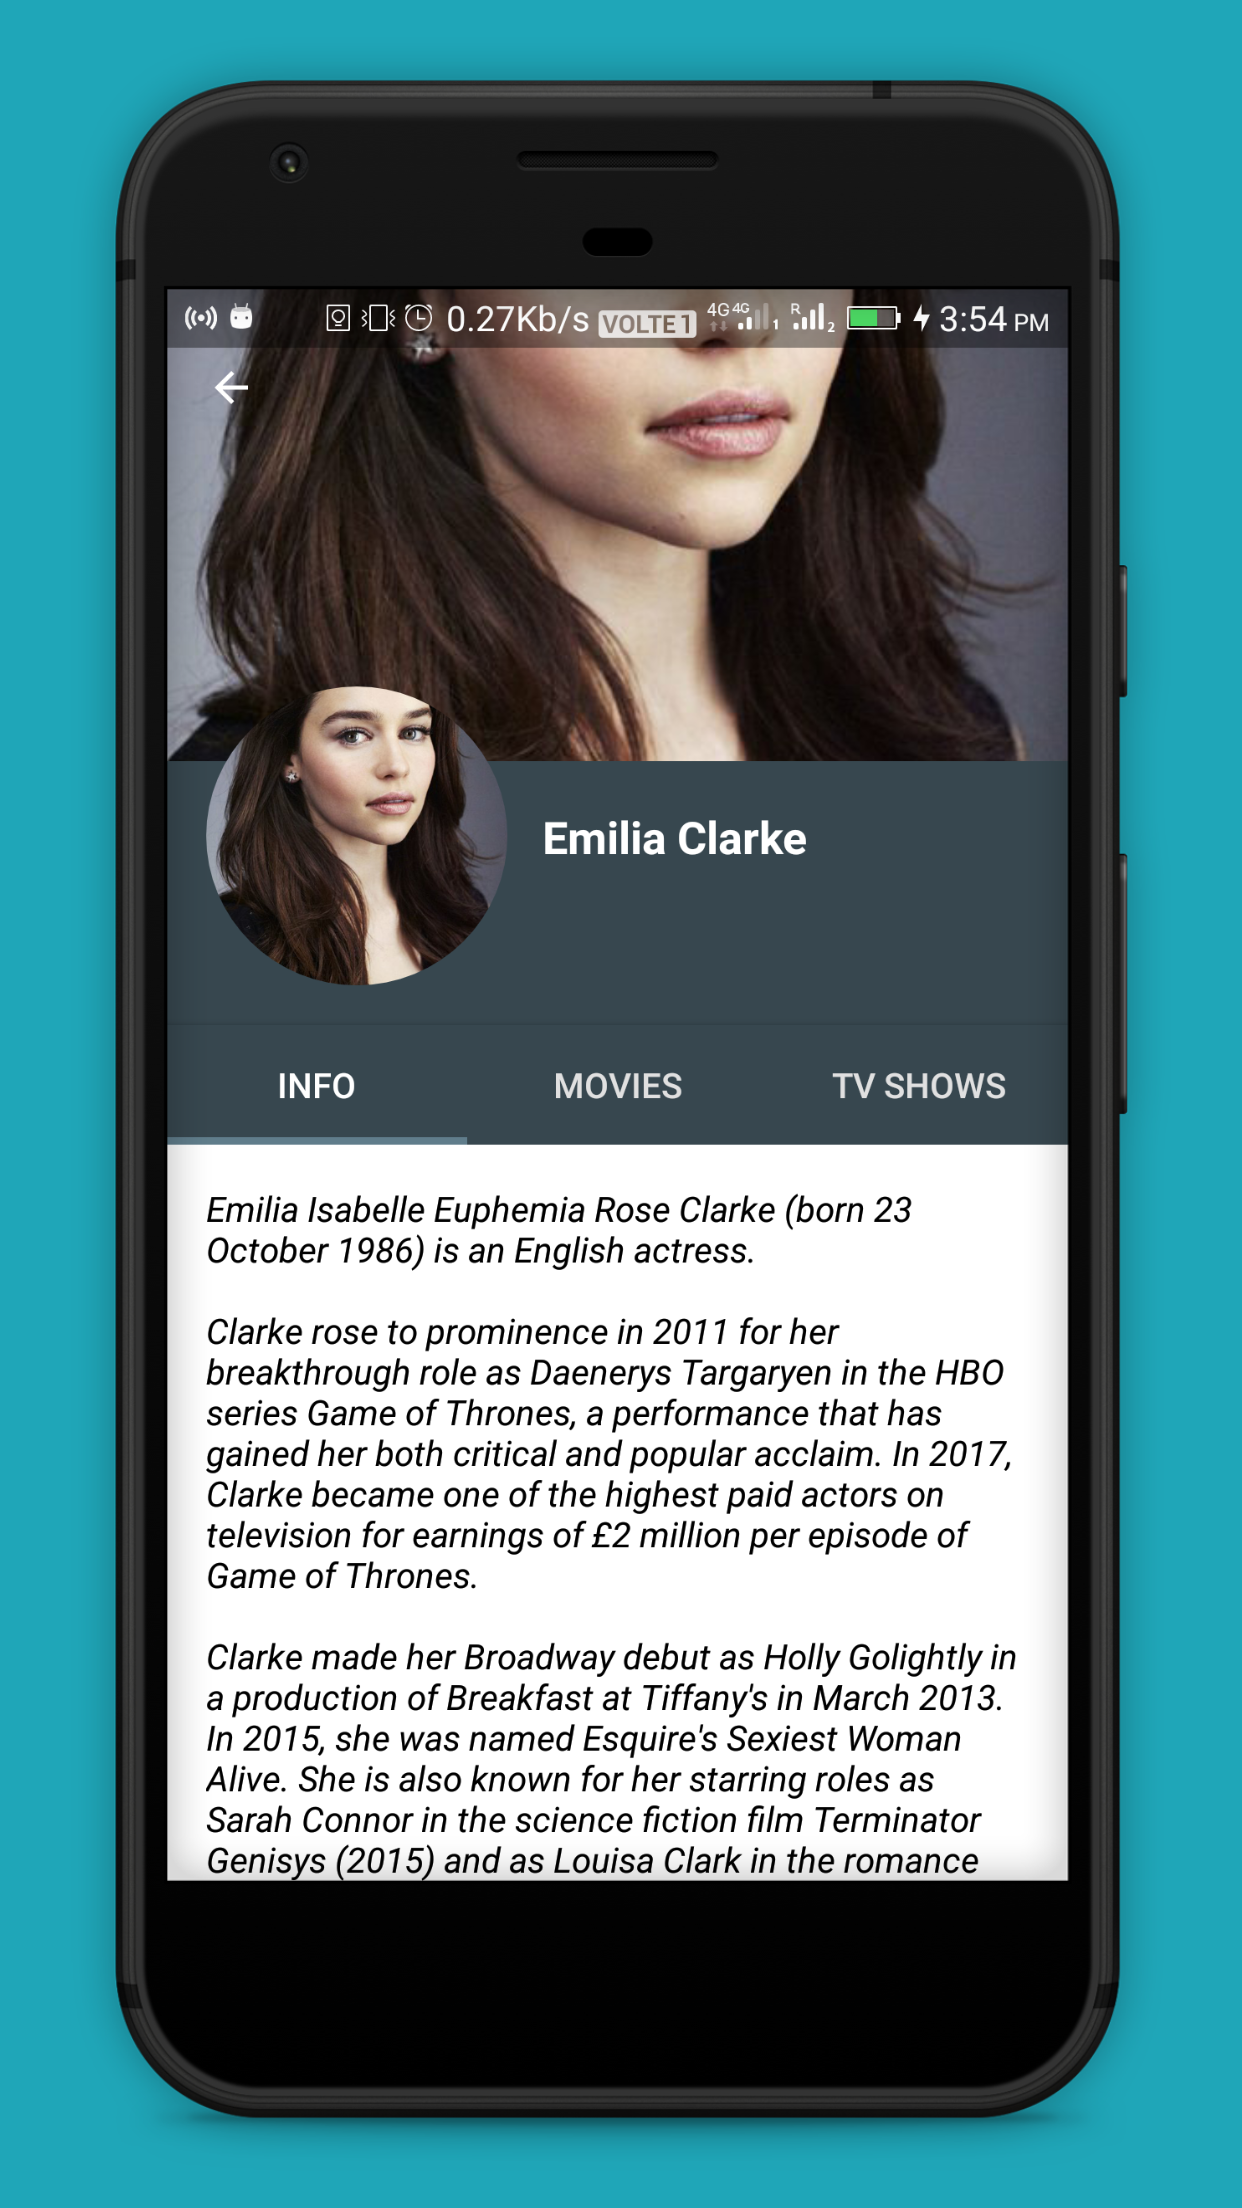 0.27Kb/s VOLTE 1 4G 4G 1 R 2 3:54 PM
Emilia Clarke
INFO MOVIES TV SHOWS
Emilia Isabelle Euphemia Rose Clarke (born 23
October 1986) is an English actress.
Clarke rose to prominence in 2011 for her
breakthrough role as Daenerys Targaryen in the HBO
series Game of Thrones, a performance that has
gained her both critical and popular acclaim. In 2017,
Clarke became one of the highest paid actors on
television for earnings of £2 million per episode of
Game of Thrones.
Clarke made her Broadway debut as Holly Golightly in
a production of Breakfast at Tiffany's in March 2013.
In 2015, she was named Esquire's Sexiest Woman
Alive. She is also known for her starring roles as
Sarah Connor in the science fiction film Terminator
Genisys (2015) and as Louisa Clark in the romance